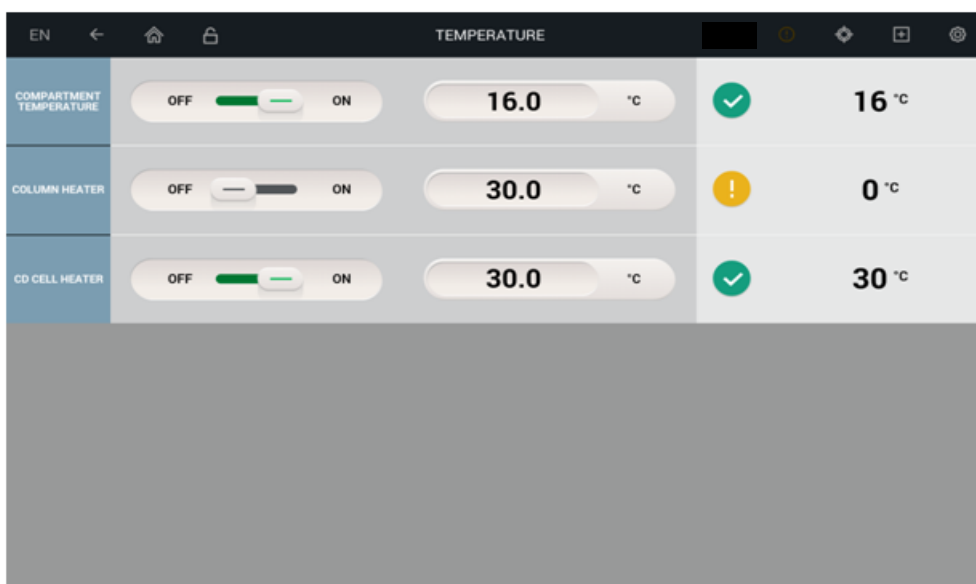 EN TEMPERATURE
COMPARTMENT
TEMPERATURE
OFF ON 16.0 °C 16 °C
COLUMN HEATER OFF ON 30.0 °C 0 °C
CD CELL HEATER OFF ON 30.0 °C 30 °C